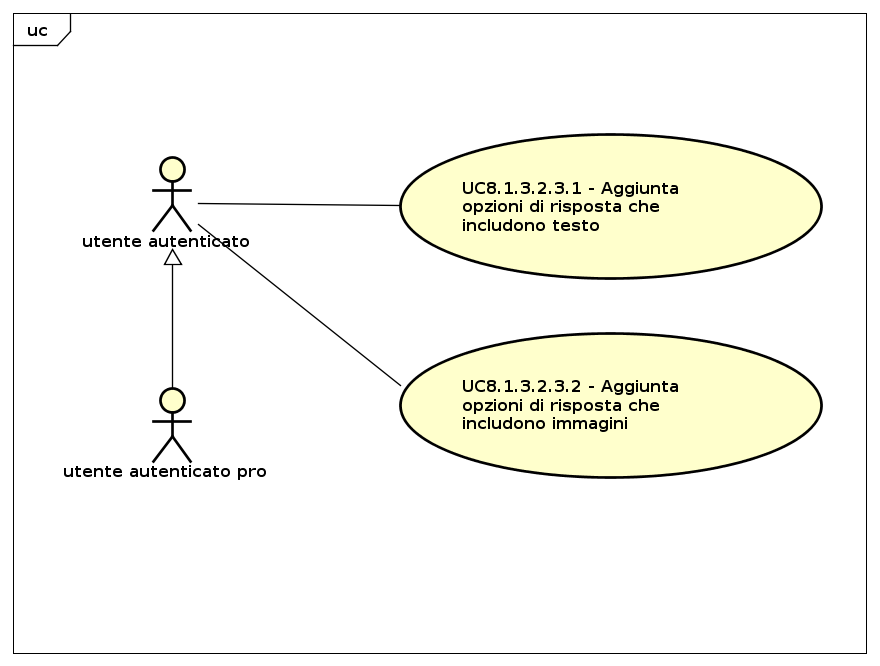 uc
utente autenticato
UC8.1.3.2.3.1 - Aggiunta
opzioni di risposta che
includono testo
UC8.1.3.2.3.2 - Aggiunta
opzioni di risposta che
includono immagini
utente autenticato pro